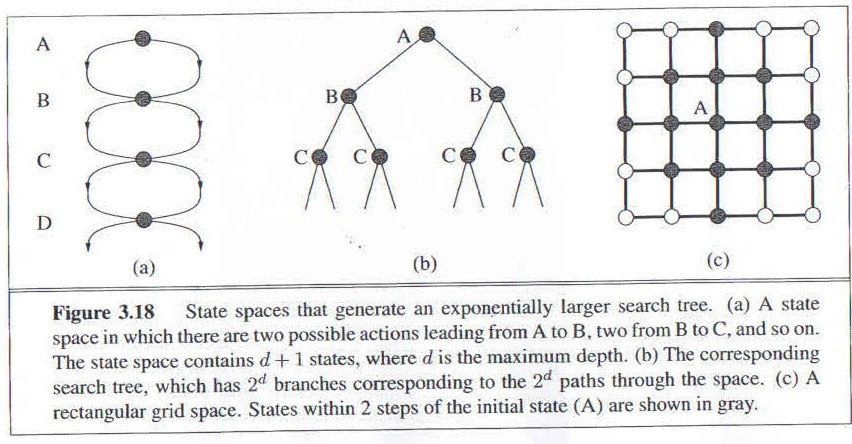 A
B
C
D
(a)
A
B
B
C
C
C
C
(b)
A
(c)
Figure 3.18 State spaces that generate an exponentially larger search tree. (a) A state
space in which there are two possible actions leading from A to B, two from B to C, and so on.
The state space contains d + 1 states, where d is the maximum depth. (b) The corresponding
search tree, which has 2^d branches corresponding to the 2^d paths through the space. (c) A
rectangular grid space. States within 2 steps of the initial state (A) are shown in gray.